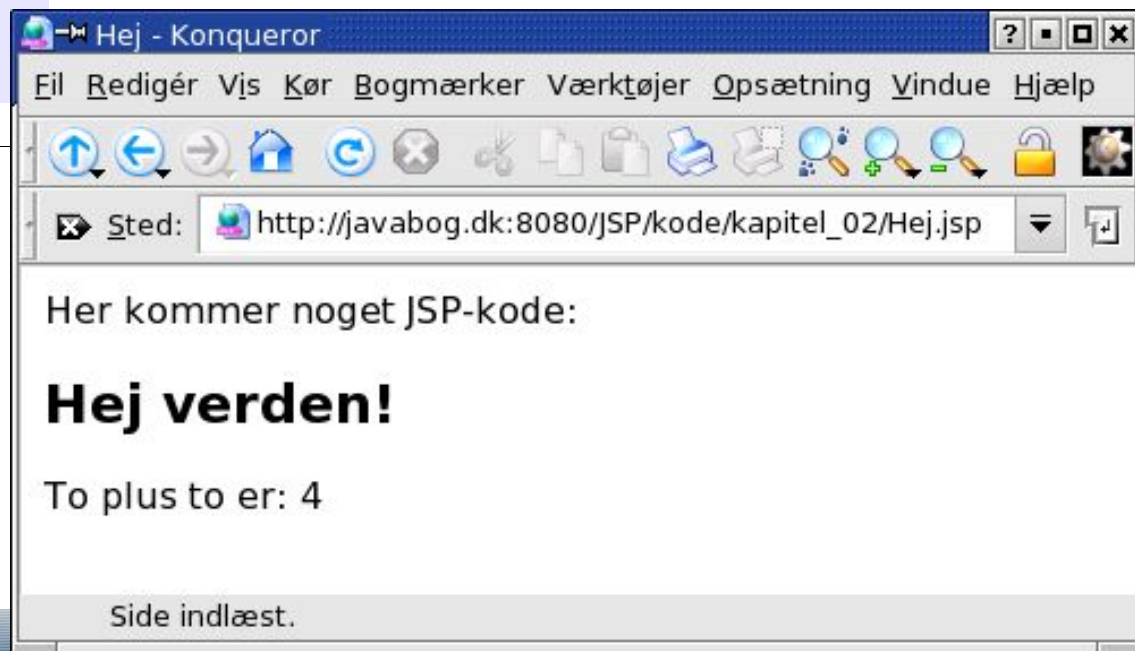 Hej - Konqueror
Fil Redigér Vis Kør Bogmærker Værktøjer Opsætning Vindue Hjælp
Sted: http://javabog.dk:8080/JSP/kode/kapitel_02/Hej.jsp
Her kommer noget JSP-kode:
Hej verden!
To plus to er: 4
Side indlæst.